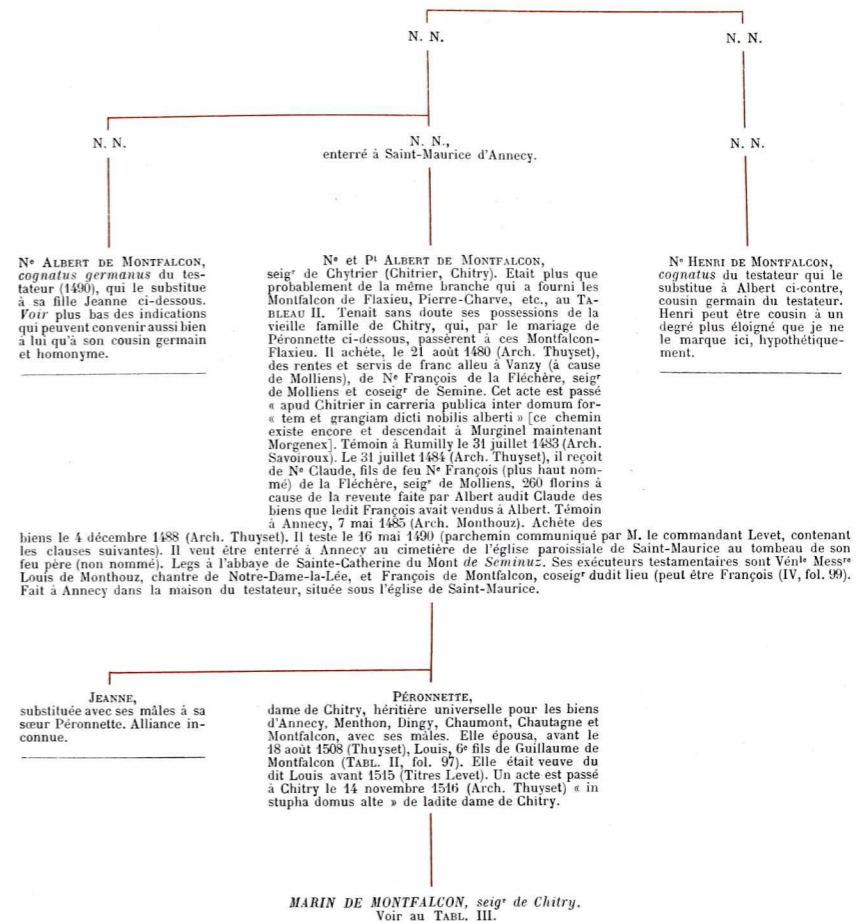 N. N.
N. N.
N. N.
N. N.,
enterré à Saint-Maurice d'Annecy.
N. N.
Nᵉ ALBERT DE MONTFALCON,
cognatus germanus du tes-
tateur (1490), qui le substitue
à sa fille Jeanne ci-dessous.
Voir plus bas des indications
qui peuvent convenir aussi bien
à lui qu'à son cousin germain
et homonyme.
Nᵉ et Pᵗ ALBERT DE MONTFALCON,
seigʳ de Chytrier (Chitrier, Chitry). Etait plus que
probablement de la même branche qui a fourni les
Montfalcon de Flaxieu, Pierre-Charve, etc., au TA-
BLEAU II. Tenait sans doute ses possessions de la
vieille famille de Chitry, qui, par le mariage de
Péronnette ci-dessous, passèrent à ces Montfalcon-
Flaxieu. Il achète, le 21 août 1480 (Arch. Thuyset),
des rentes et servis de franc alleu à Vanzy (à cause
de Molliens), de Nᵉ François de la Fléchère, seigʳ
de Molliens et coseigʳ de Semine. Cet acte est passé
« apud Chitrier in carreria publica inter domum for-
« tem et grangiam dicti nobilis alberti » [ce chemin
existe encore et descendait à Murginel maintenant
Morgenex]. Témoin à Rumilly le 31 juillet 1483 (Arch.
Savoiroux). Le 31 juillet 1484 (Arch. Thuyset), il reçoit
de Nᵉ Claude, fils de feu Nᵉ François (plus haut nom-
mé) de la Fléchère, seigʳ de Molliens, 260 florins à
cause de la revente faite par Albert audit Claude des
biens que ledit François avait vendus à Albert. Témoin
à Annecy, 7 mai 1485 (Arch. Monthouz). Achète des
biens le 4 décembre 1488 (Arch. Thuyset). Il teste le 16 mai 1490 (parchemin communiqué par M. le commandant Levet, contenant
les clauses suivantes). Il veut être enterré à Annecy au cimetière de l'église paroissiale de Saint-Maurice au tombeau de son
feu père (non nommé). Legs à l'abbaye de Sainte-Catherine du Mont de Seminuz. Ses exécuteurs testamentaires sont Vénˡᵉ Messʳᵉ
Louis de Monthouz, chantre de Notre-Dame-la-Lée, et François de Montfalcon, coseigʳ dudit lieu (peut être François (IV, fol. 99).
Fait à Annecy dans la maison du testateur, située sous l'église de Saint-Maurice.
Nᵉ HENRI DE MONTFALCON,
cognatus du testateur qui le
substitue à Albert ci-contre,
cousin germain du testateur.
Henri peut être cousin à un
degré plus éloigné que je ne
le marque ici, hypothétique-
ment.
JEANNE,
substituée avec ses mâles à sa
sœur Péronnette. Alliance in-
connue.
PÉRONNETTE,
dame de Chitry, héritière universelle pour les biens
d'Annecy, Menthon, Dingy, Chaumont, Chautagne et
Montfalcon, avec ses mâles. Elle épousa, avant le
18 août 1508 (Thuyset), Louis, 6ᵉ fils de Guillaume de
Montfalcon (TABL. II, fol. 97). Elle était veuve du
dit Louis avant 1515 (Titres Levet). Un acte est passé
à Chitry le 14 novembre 1516 (Arch. Thuyset) « in
stupha domus alte » de ladite dame de Chitry.
MARIN DE MONTFALCON, seigʳ de Chitry.
Voir au TABL. III.